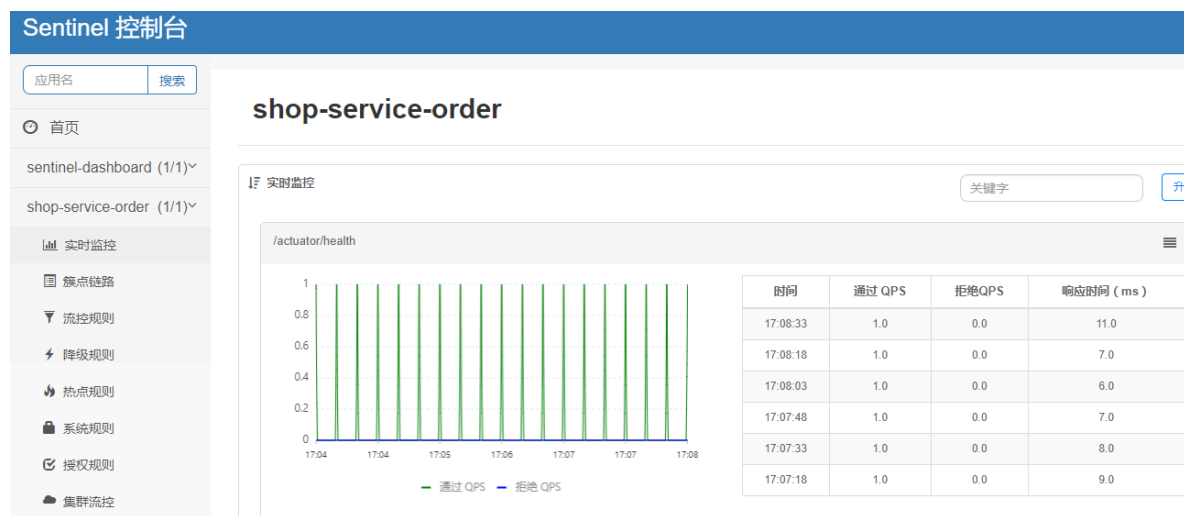 Sentinel 控制台
应用名 搜索
首页
sentinel-dashboard (1/1)
shop-service-order (1/1)
实时监控
簇点链路
流控规则
降级规则
热点规则
系统规则
授权规则
集群流控
shop-service-order
实时监控 关键字 升
/actuator/health
1
0.8
0.6
0.4
0.2
0
17:04 17:04 17:05 17:06 17:07 17:07 17:08
通过 QPS 拒绝 QPS
时间 通过 QPS 拒绝QPS 响应时间 ( ms )
17:08:33 1.0 0.0 11.0
17:08:18 1.0 0.0 7.0
17:08:03 1.0 0.0 6.0
17:07:48 1.0 0.0 7.0
17:07:33 1.0 0.0 8.0
17:07:18 1.0 0.0 9.0